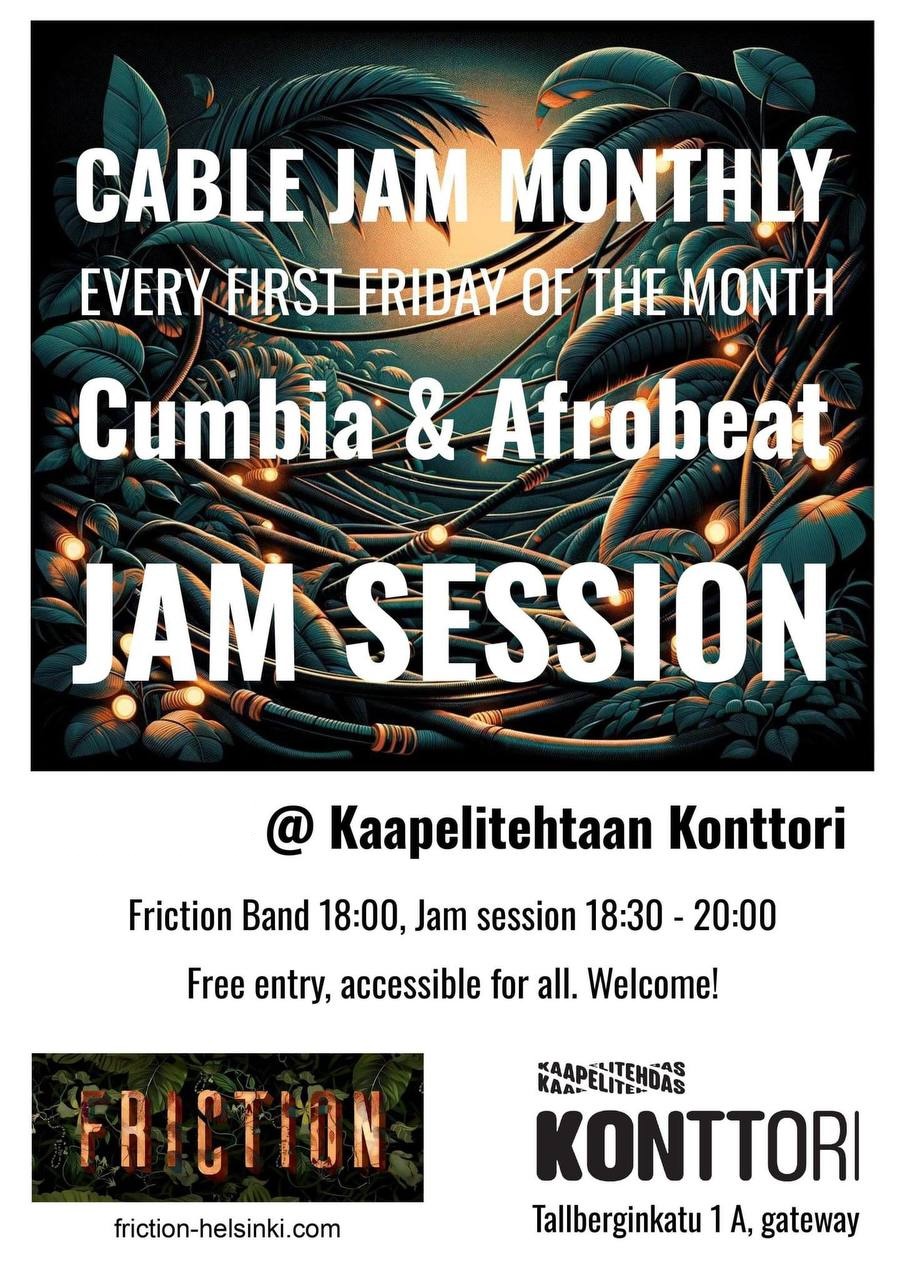 CABLE JAM MONTHLY
EVERY FIRST FRIDAY OF THE MONTH
Cumbia & Afrobeat
JAM SESSION
@ Kaapelitehtaan Konttori
Friction Band 18:00, Jam session 18:30 - 20:00
Free entry, accessible for all. Welcome!
FRICTION
friction-helsinki.com
KAAPELITEHDAS
KAAPELITEHDAS
KONTTORI
Tallberginkatu 1 A, gateway